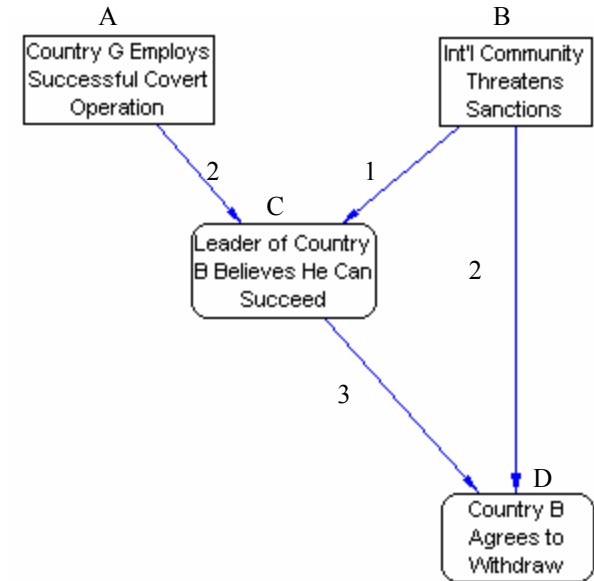 A
B
Country G Employs
Successful Covert
Operation
Int'l Community
Threatens
Sanctions
2
1
C
Leader of Country
B Believes He Can
Succeed
2
3
D
Country B
Agrees to
Withdraw